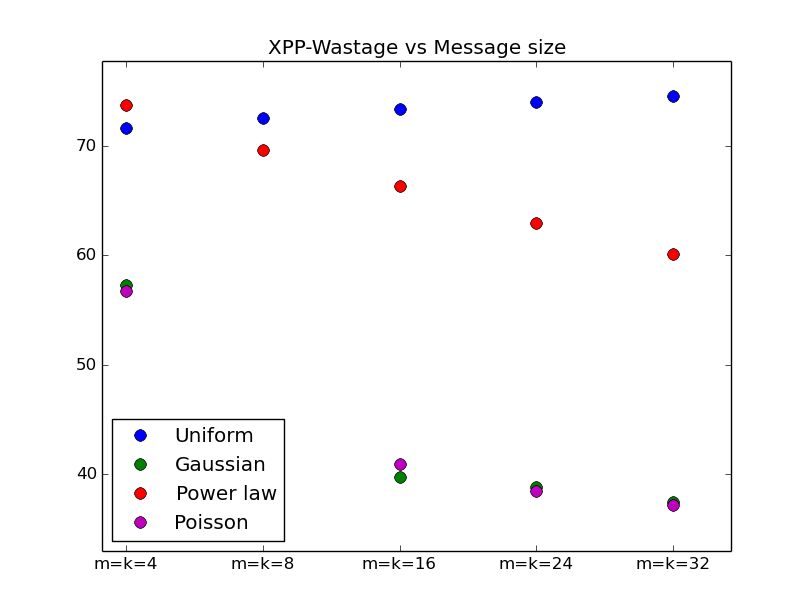 XPP-Wastage vs Message size
70
60
50
40
Uniform
Gaussian
Power law
Poisson
m=k=4 m=k=8 m=k=16 m=k=24 m=k=32